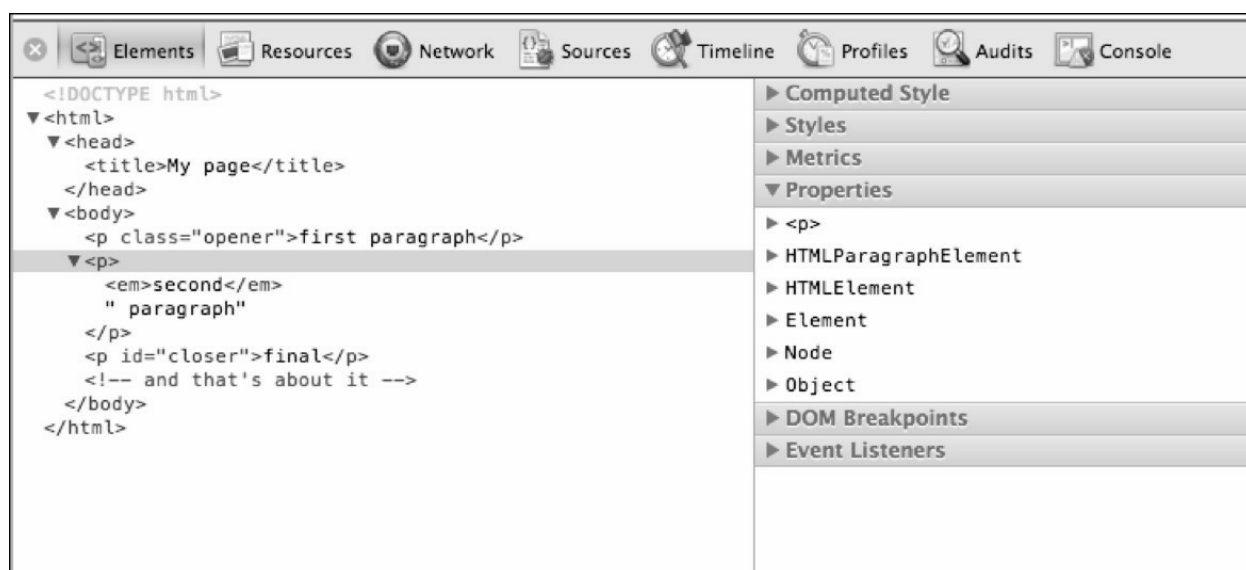 Elements Resources Network Sources Timeline Profiles Audits Console
<!DOCTYPE html>
<html>
<head>
<title>My page</title>
</head>
<body>
<p class="opener">first paragraph</p>
<p>
<em>second</em>
" paragraph"
</p>
<p id="closer">final</p>
<!-- and that's about it -->
</body>
</html>
Computed Style
Styles
Metrics
Properties
<p>
HTMLParagraphElement
HTMLElement
Element
Node
Object
DOM Breakpoints
Event Listeners